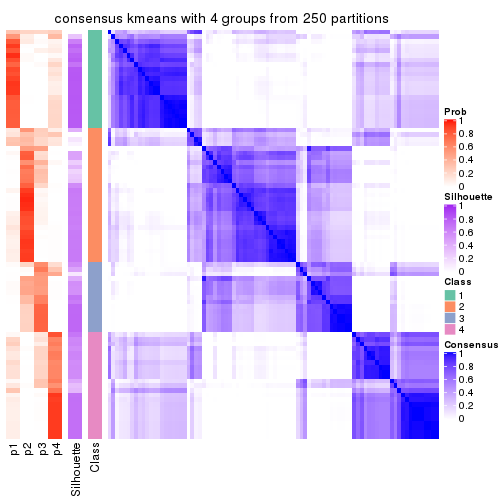 consensus kmeans with 4 groups from 250 partitions
Prob
1
0.8
0.6
0.4
0.2
0
Silhouette
1
0.8
0.6
0.4
0.2
0
Class
1
2
3
4
Consensus
1
0.8
0.6
0.4
0.2
0
p1
p2
p3
p4
Silhouette
Class